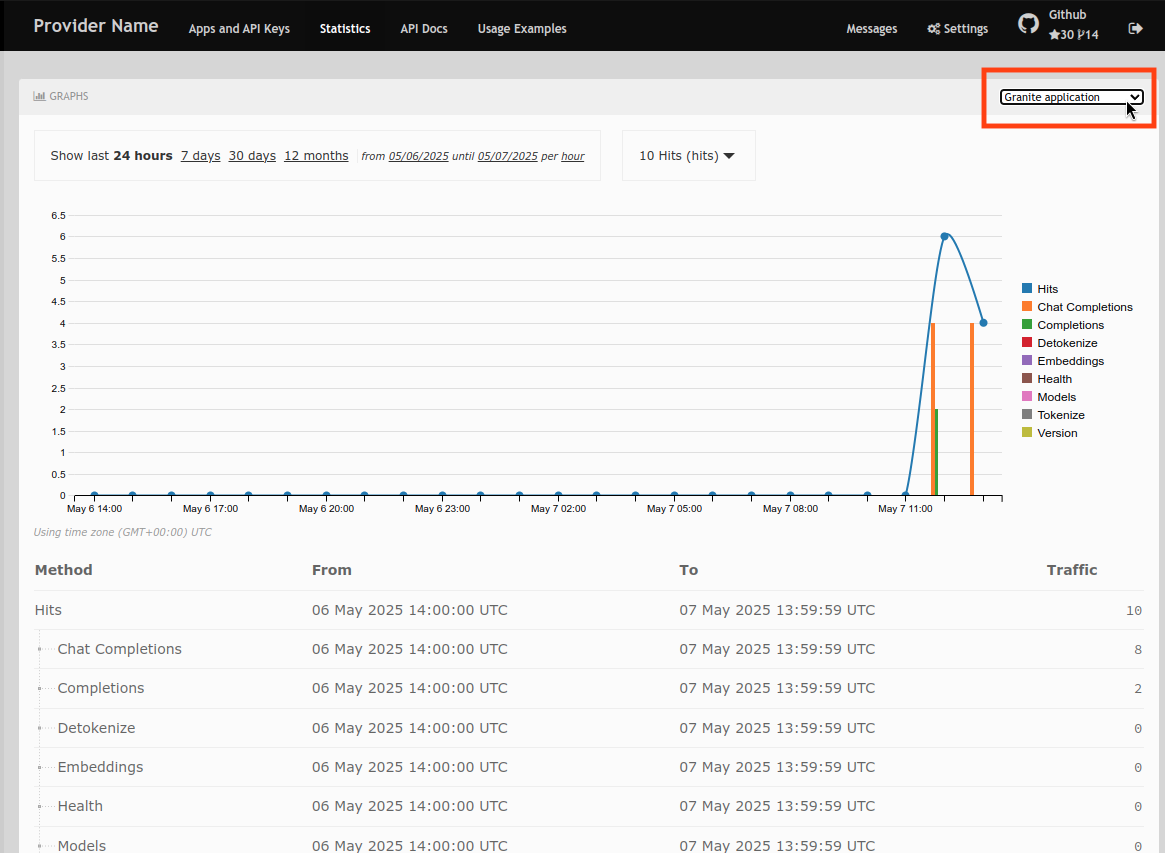 Provider Name Apps and API Keys Statistics API Docs Usage Examples Messages Settings Github
30 14
GRAPHS Granite application
Show last 24 hours 7 days 30 days 12 months from 05/06/2025 until 05/07/2025 per hour 10 Hits (hits)
6.5
6
5.5
5
4.5
4
3.5
3
2.5
2
1.5
1
0.5
0
May 6 14:00 May 6 17:00 May 6 20:00 May 6 23:00 May 7 02:00 May 7 05:00 May 7 08:00 May 7 11:00
Hits
Chat Completions
Completions
Detokenize
Embeddings
Health
Models
Tokenize
Version
Using time zone (GMT+00:00) UTC
Method From To Traffic
Hits 06 May 2025 14:00:00 UTC 07 May 2025 13:59:59 UTC 10
Chat Completions 06 May 2025 14:00:00 UTC 07 May 2025 13:59:59 UTC 8
Completions 06 May 2025 14:00:00 UTC 07 May 2025 13:59:59 UTC 2
Detokenize 06 May 2025 14:00:00 UTC 07 May 2025 13:59:59 UTC 0
Embeddings 06 May 2025 14:00:00 UTC 07 May 2025 13:59:59 UTC 0
Health 06 May 2025 14:00:00 UTC 07 May 2025 13:59:59 UTC 0
Models 06 May 2025 14:00:00 UTC 07 May 2025 13:59:59 UTC 0